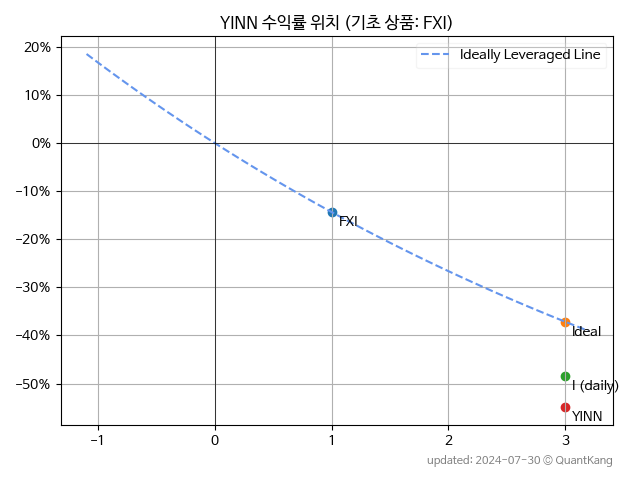 YINN 수익률 위치 (기초 상품: FXI)
Ideally Leveraged Line
20%
10%
0%
−10%
−20%
−30%
−40%
−50%
FXI
Ideal
I (daily)
YINN
−1
0
1
2
3
updated: 2024-07-30 © QuantKang